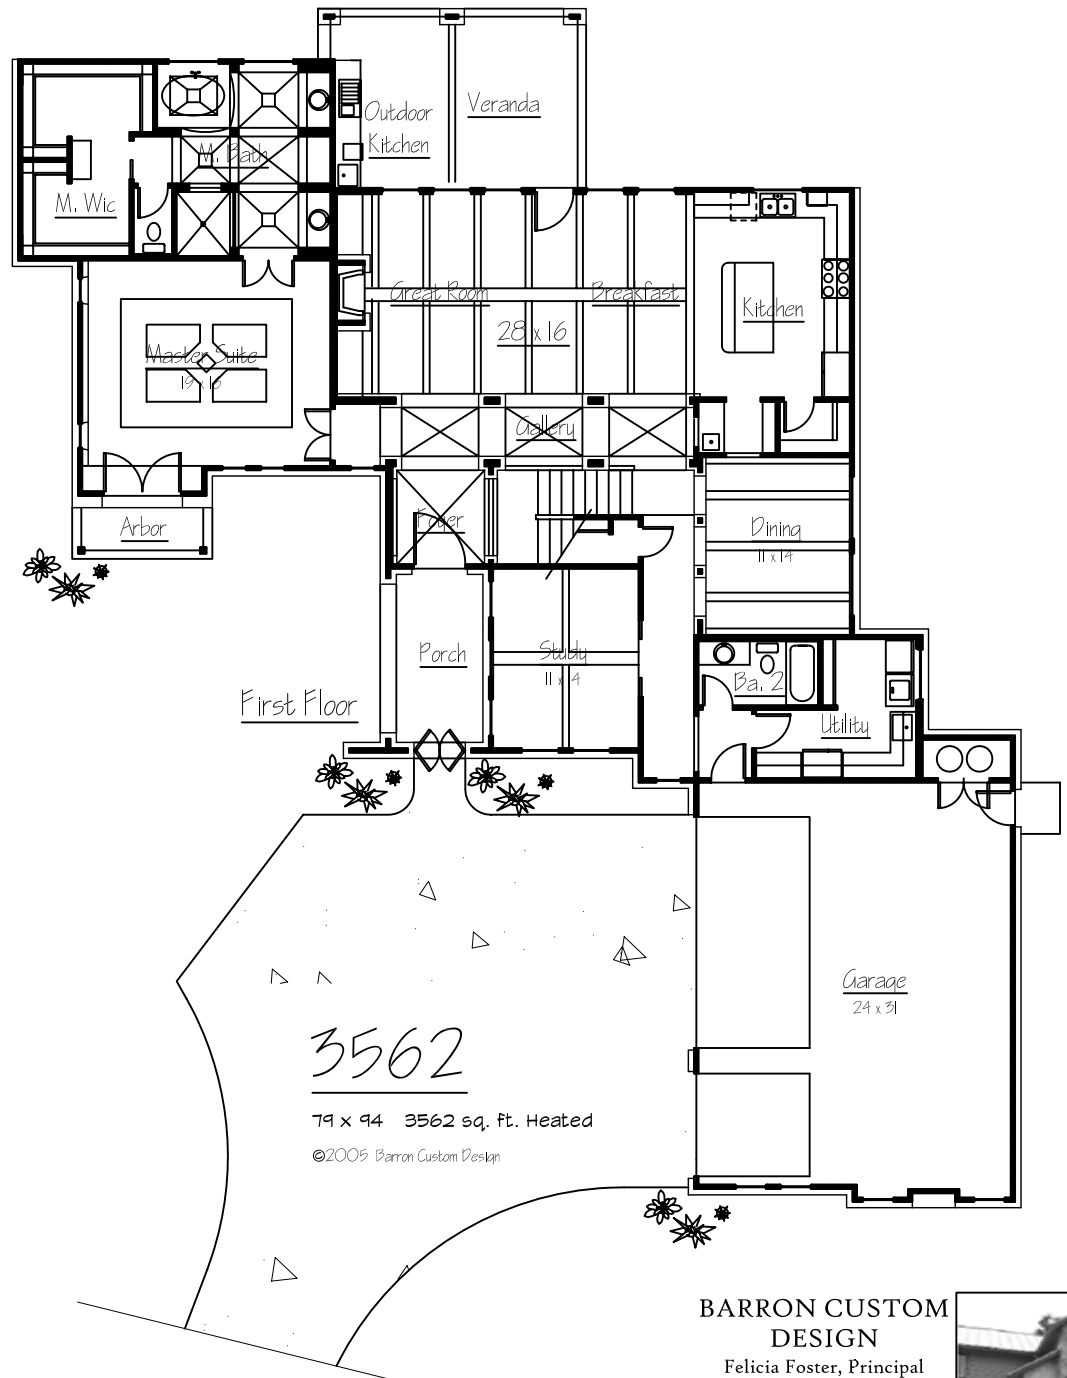 Outdoor
Kitchen
Veranda
M. Bath
M. Wic
Great Room
Breakfast
28 x 16
Kitchen
Master Suite
19 x 16
Gallery
Arbor
Foyer
Dining
11 x 14
Porch
Study
11 x 14
Ba. 2
Utility
First Floor
Garage
24 x 31
3562
79 x 94 3562 sq. ft. Heated
©2005 Barron Custom Design
BARRON CUSTOM
DESIGN
Felicia Foster, Principal